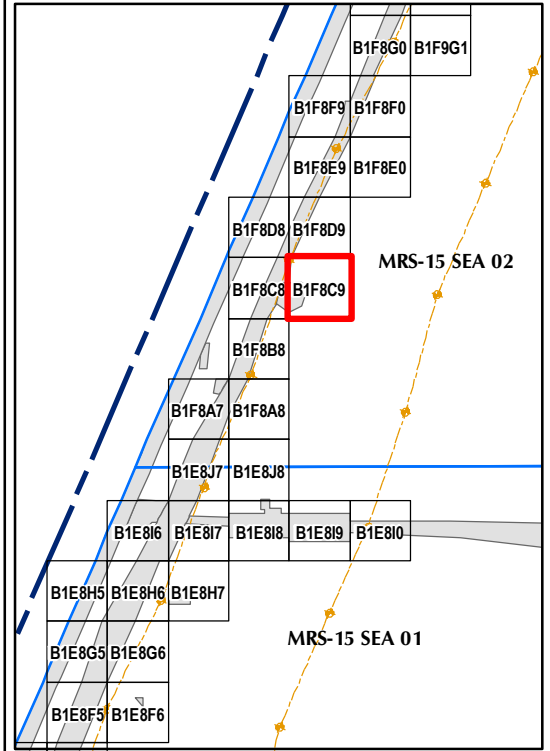 B1F8G0 B1F9G1
B1F8F9 B1F8F0
B1F8E9 B1F8E0
B1F8D8 B1F8D9
MRS-15 SEA 02
B1F8C8 B1F8C9
B1F8B8
B1F8A7 B1F8A8
B1E8J7 B1E8J8
B1E8I6 B1E8I7 B1E8I8 B1E8I9 B1E8I0
B1E8H5 B1E8H6 B1E8H7
MRS-15 SEA 01
B1E8G5 B1E8G6
B1E8F5 B1E8F6